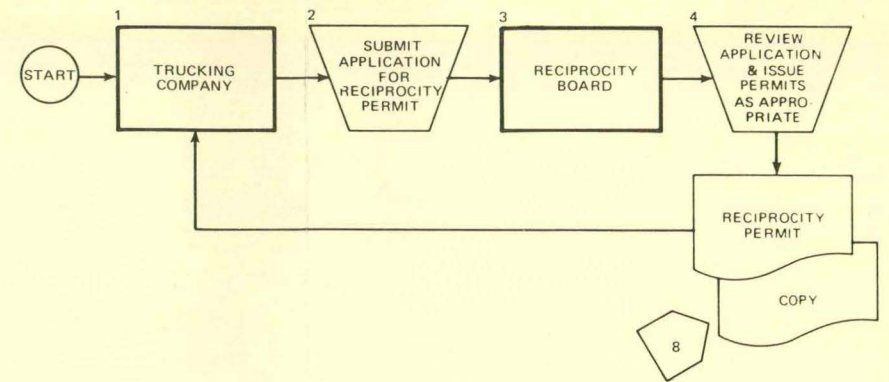 1
2
3
4
START
TRUCKING
COMPANY
SUBMIT
APPLICATION
FOR
RECIPROCITY
PERMIT
RECIPROCITY
BOARD
REVIEW
APPLICATION
& ISSUE
PERMITS
AS APPRO-
PRIATE
RECIPROCITY
PERMIT
COPY
8